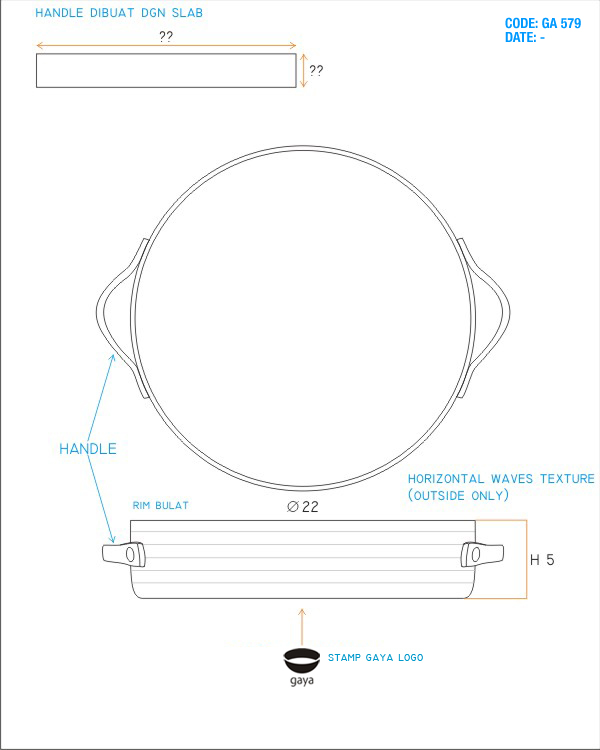 HANDLE DIBUAT DGN SLAB
CODE: GA 579
DATE: -
??
??
HANDLE
HORIZONTAL WAVES TEXTURE
(OUTSIDE ONLY)
RIM BULAT
Ø 22
H 5
STAMP GAYA LOGO
gaya